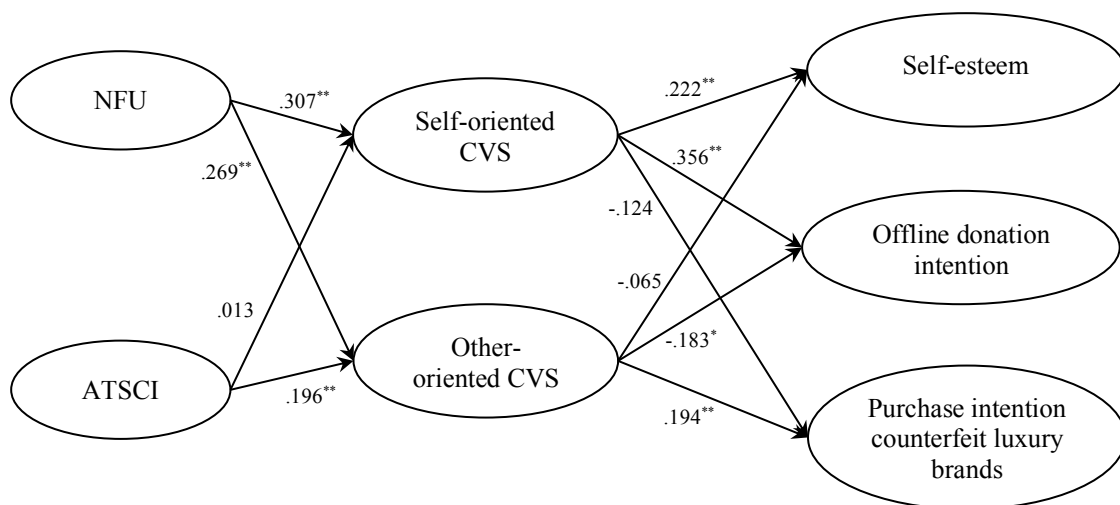 NFU
ATSCI
.307**
.269**
.013
.196**
Self-oriented
CVS
Other-
oriented CVS
.222**
.356**
-.124
-.065
-.183*
.194**
Self-esteem
Offline donation
intention
Purchase intention
counterfeit luxury
brands